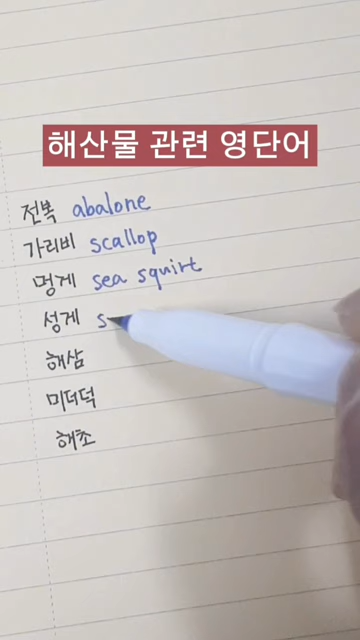 해산물 관련 영단어
전복 abalone
가리비 scallop
멍게 sea squirt
성게 s
해삼
미더덕
해초